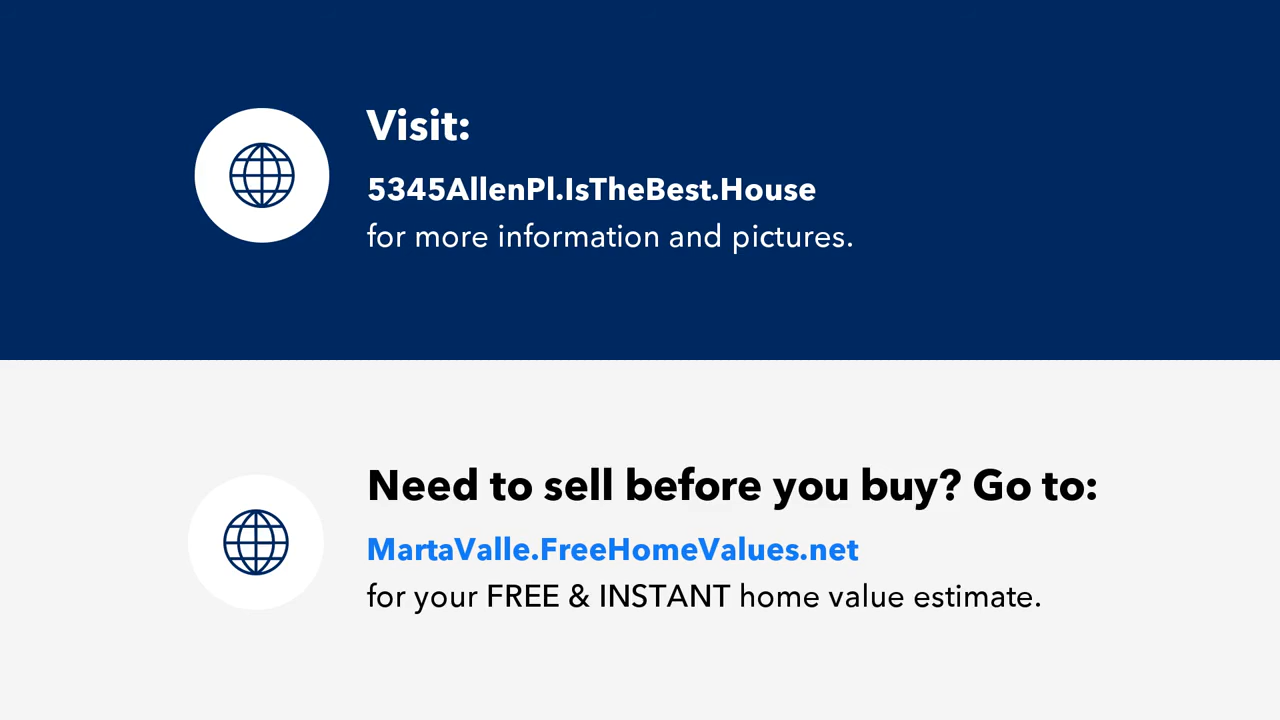 Visit:
5345AllenPl.IsTheBest.House
for more information and pictures.
Need to sell before you buy? Go to:
MartaValle.FreeHomeValues.net
for your FREE & INSTANT home value estimate.